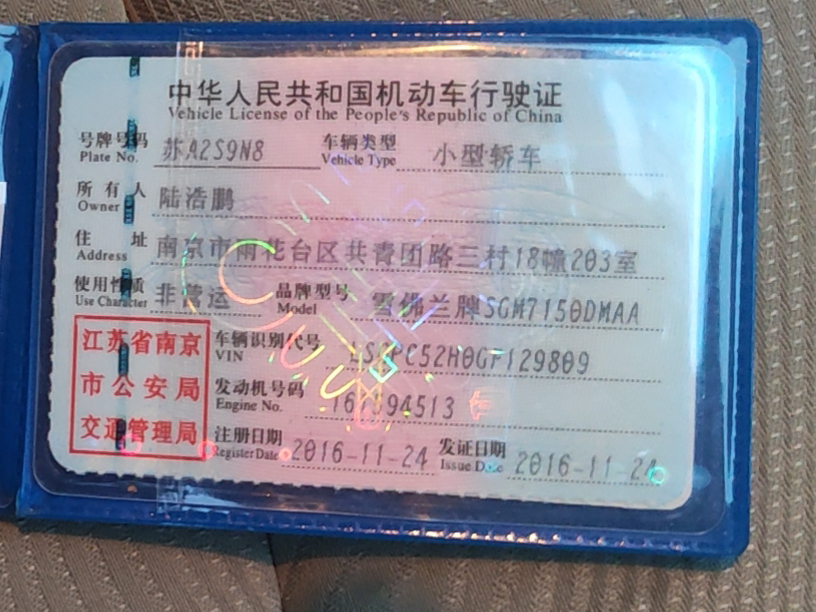 中华人民共和国机动车行驶证
Vehicle License of the People's Republic of China
号牌号码 苏A2S9N8 车辆类型 小型轿车
Plate No. Vehicle Type
所有人 陆浩鹏
Owner
住址 南京市雨花台区共青团路三村18幢203室
Address
使用性质 非营运 品牌型号 雪佛兰牌SGM7150DMAA
Use Character Model
江苏省南京
市公安局
交通管理局
车辆识别代号
VIN
发动机号码
Engine No.
注册日期 2016-11-24 发证日期 2016-11-24
Register Date Issue Date